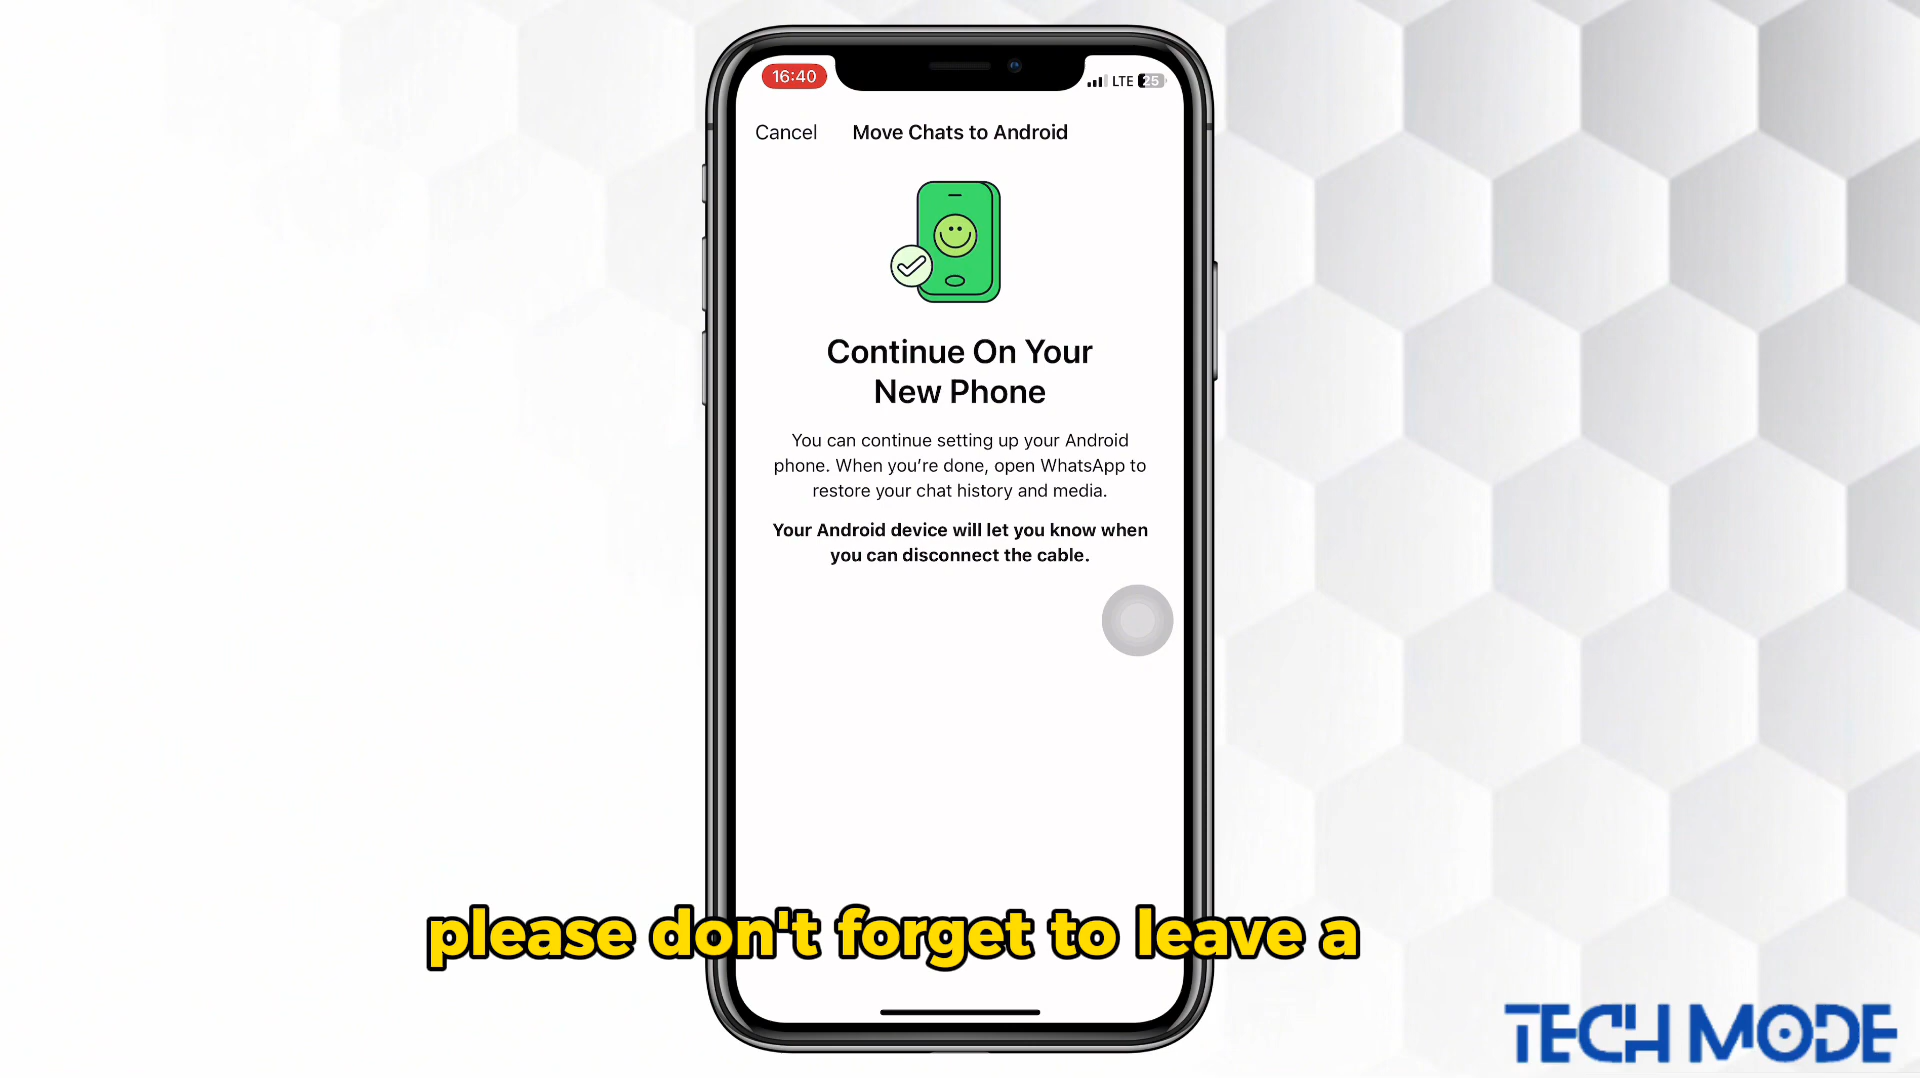 16:40
LTE 25
Cancel
Move Chats to Android
Continue On Your
New Phone
You can continue setting up your Android
phone. When you’re done, open WhatsApp to
restore your chat history and media.
Your Android device will let you know when
you can disconnect the cable.
please don't forget to leave a
TECH MODE